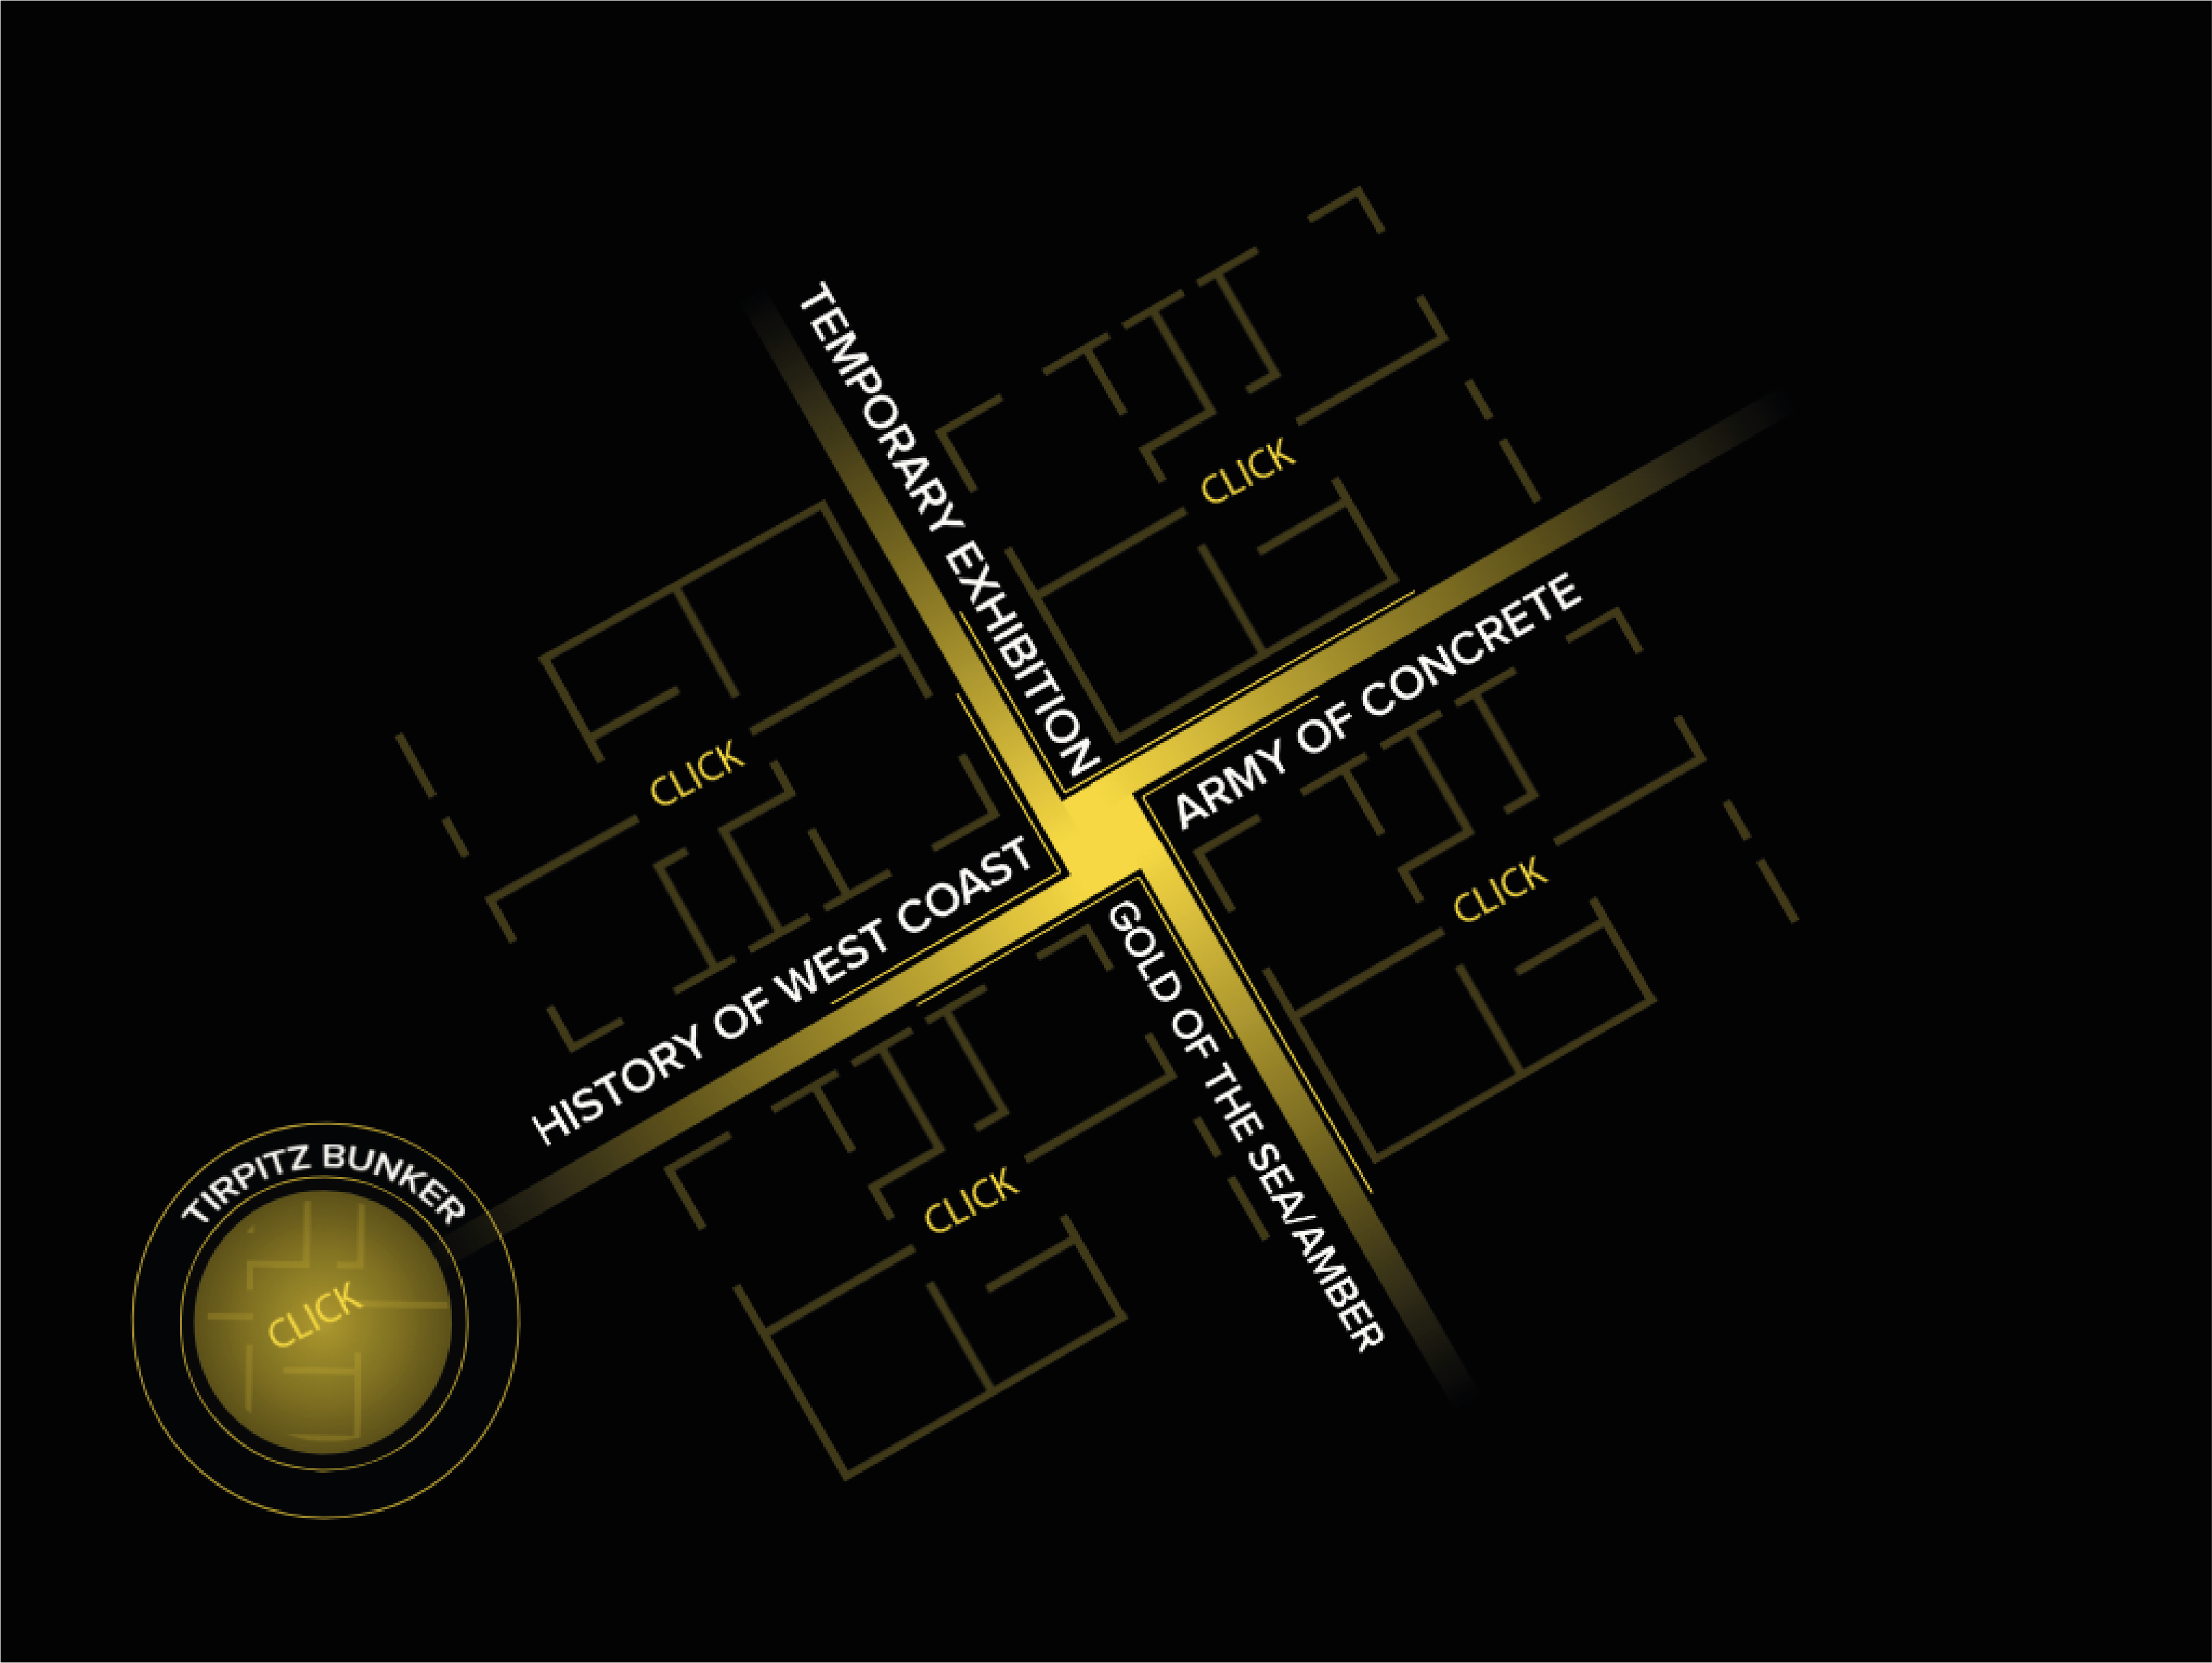 TEMPORARY EXHIBITION
CLICK
ARMY OF CONCRETE
CLICK
HISTORY OF WEST COAST
CLICK
GOLD OF THE SEA/AMBER
CLICK
TIRPITZ BUNKER
CLICK